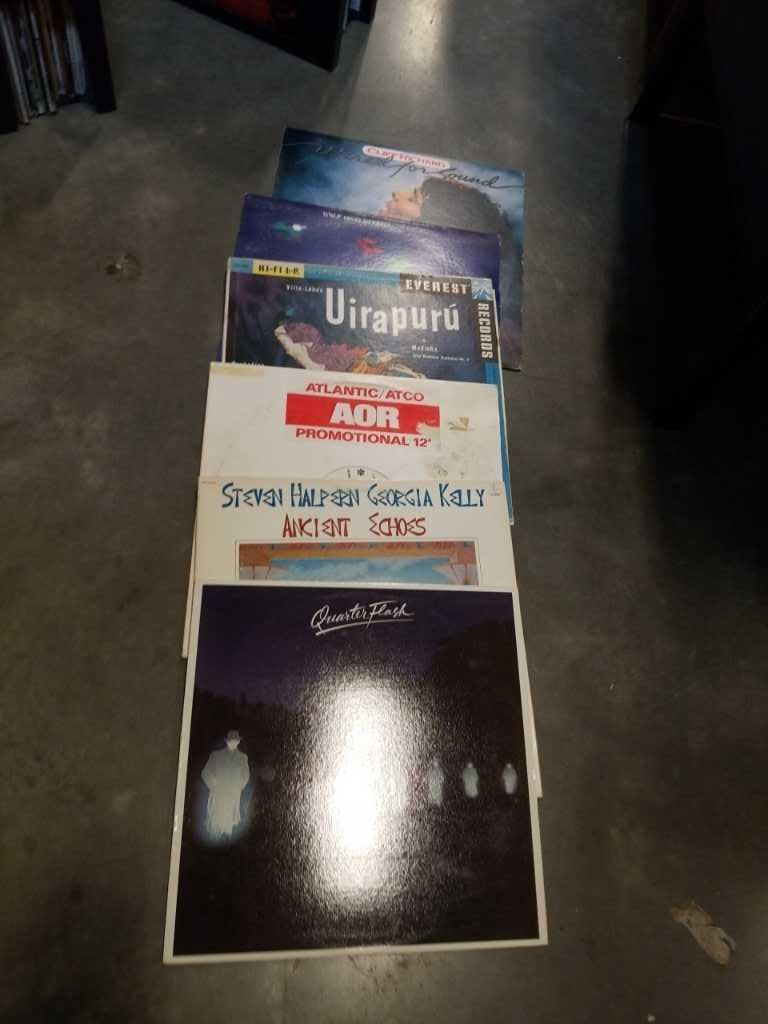 CLIFF RICHARD
Wired for Sound
HI-FI L.P.
EVEREST
RECORDS
Villa-Lobos
Uirapurú
Modinha
ATLANTIC/ATCO
AOR
PROMOTIONAL 12"
STEVEN HALPERN GEORGIA KELLY
ANCIENT ECHOES
QuarterFlash